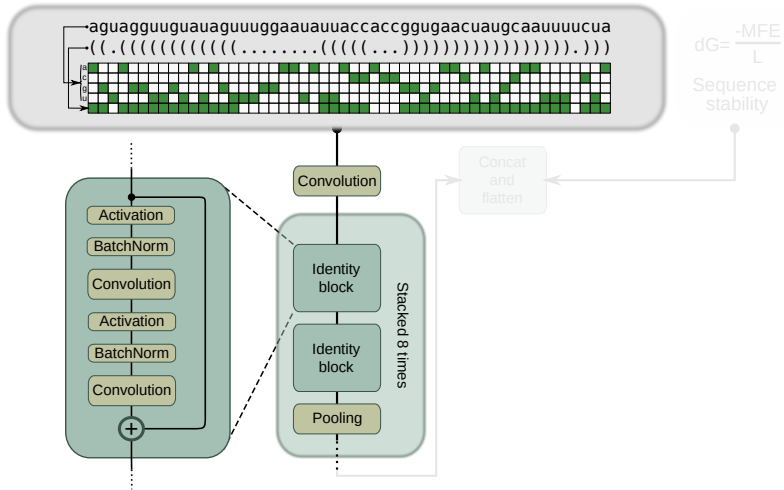 aguagguuguauaguuuggaauauuaccaccggugaacuaugcaauuuucua
((.((((((((((((........(((((...)))))))))))))))))).)))
a
c
g
u
dG= -MFE
L
Sequence
stability
Convolution
Concat
and
flatten
Activation
BatchNorm
Convolution
Activation
BatchNorm
Convolution
+
Identity
block
Identity
block
Pooling
Stacked 8 times